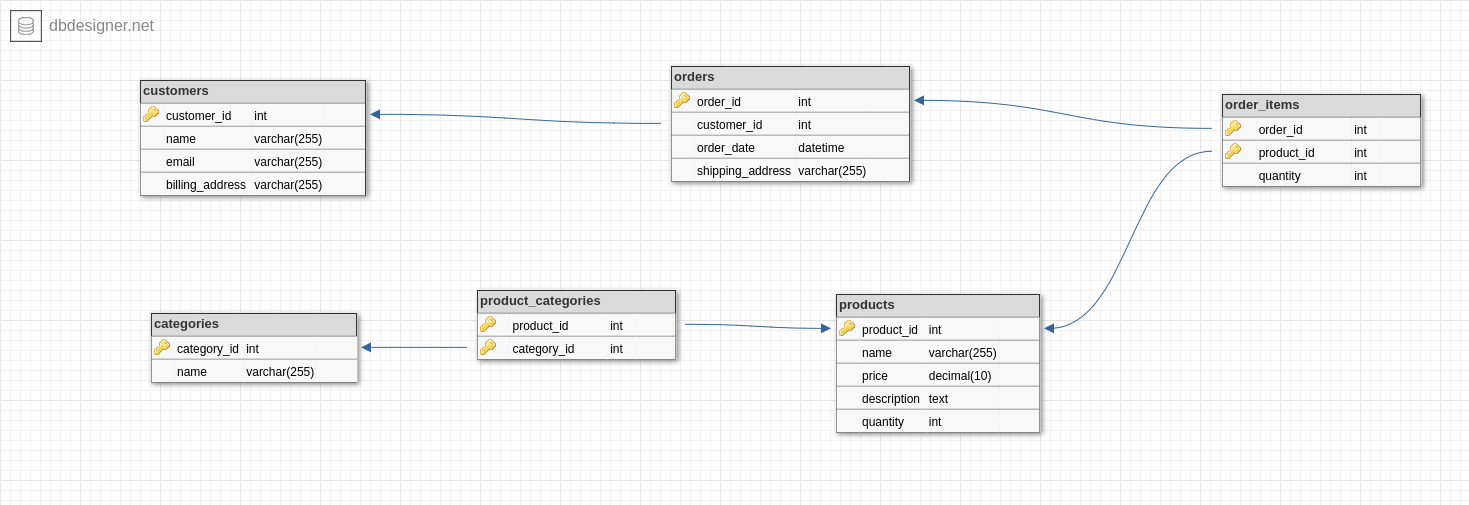 dbdesigner.net
customers
customer_id int
name varchar(255)
email varchar(255)
billing_address varchar(255)
orders
order_id int
customer_id int
order_date datetime
shipping_address varchar(255)
order_items
order_id int
product_id int
quantity int
categories
category_id int
name varchar(255)
product_categories
product_id int
category_id int
products
product_id int
name varchar(255)
price decimal(10)
description text
quantity int